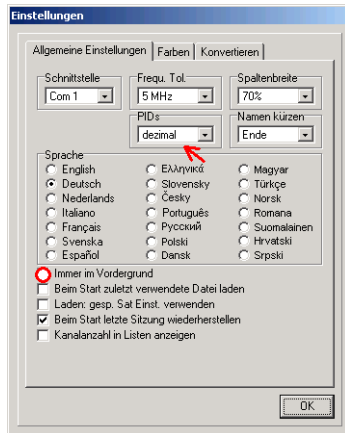 Einstellungen
Allgemeine Einstellungen Farben Konvertieren
Schnittstelle Frequ. Tol. Spaltenbreite
Com 1 5 MHz 70%
PIDs Namen kürzen
dezimal Ende
Sprache
English Ελληνικά Magyar
Deutsch Slovensky Türkçe
Nederlands Česky Norsk
Italiano Português Romana
Français Русский Suomalainen
Svenska Polski Hrvatski
Español Dansk Srpski
Immer im Vordergrund
Beim Start zuletzt verwendete Datei laden
Laden: gesp. Sat Einst. verwenden
Beim Start letzte Sitzung wiederherstellen
Kanalanzahl in Listen anzeigen
OK